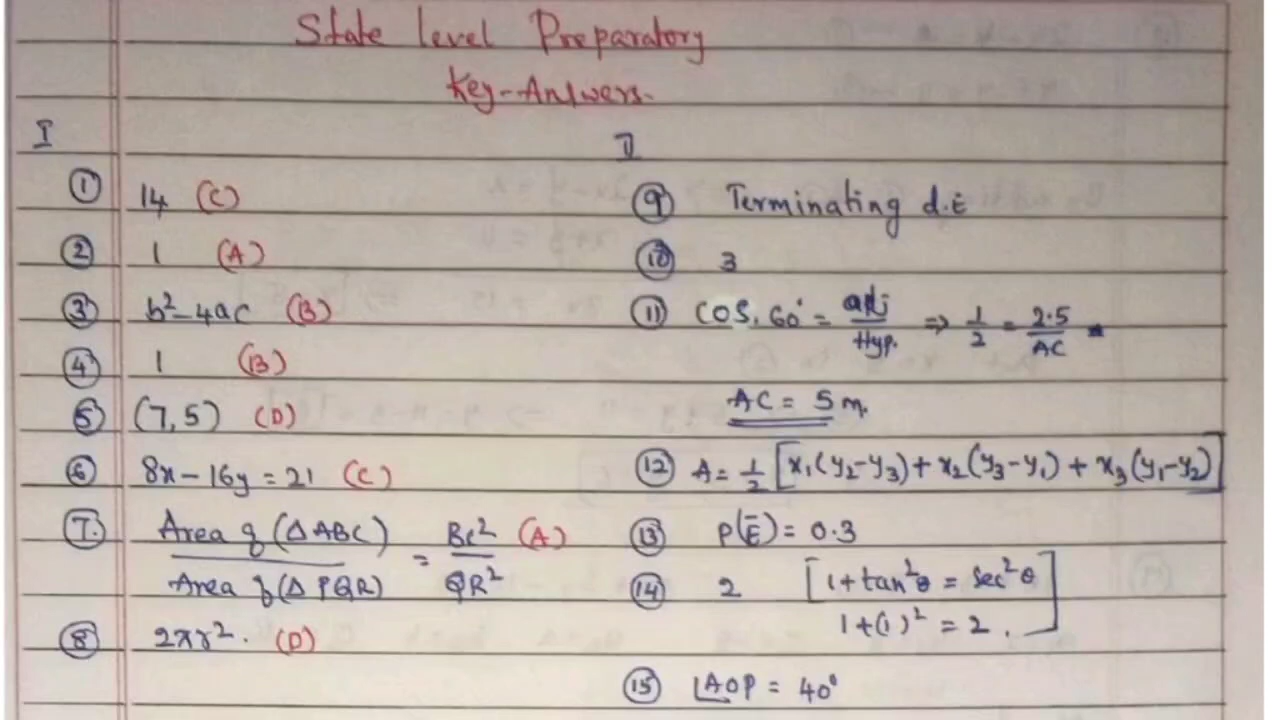 State level Preparatory
Key-Answers.
I
① 14 (C)
② 1 (A)
③ b²-4ac (B)
④ 1 (B)
⑤ (7,5) (D)
⑥ 8x-16y=21 (C)
⑦ Area of (△ABC) / Area of (△PQR) = BC²/QR² (A)
⑧ 2πr². (D)
⑨ Terminating d.E
⑩ 3
⑪ COS. 60° = adj/Hyp. ⇒ 1/2 = 2.5/AC
AC = 5 m.
⑫ A = 1/2 [x₁(y₂-y₃)+x₂(y₃-y₁)+x₃(y₁-y₂)]
⑬ P(E̅) = 0.3
⑭ 2 [1+tan²θ = sec²θ
1+(1)² = 2.]
⑮ ∠AOP = 40°